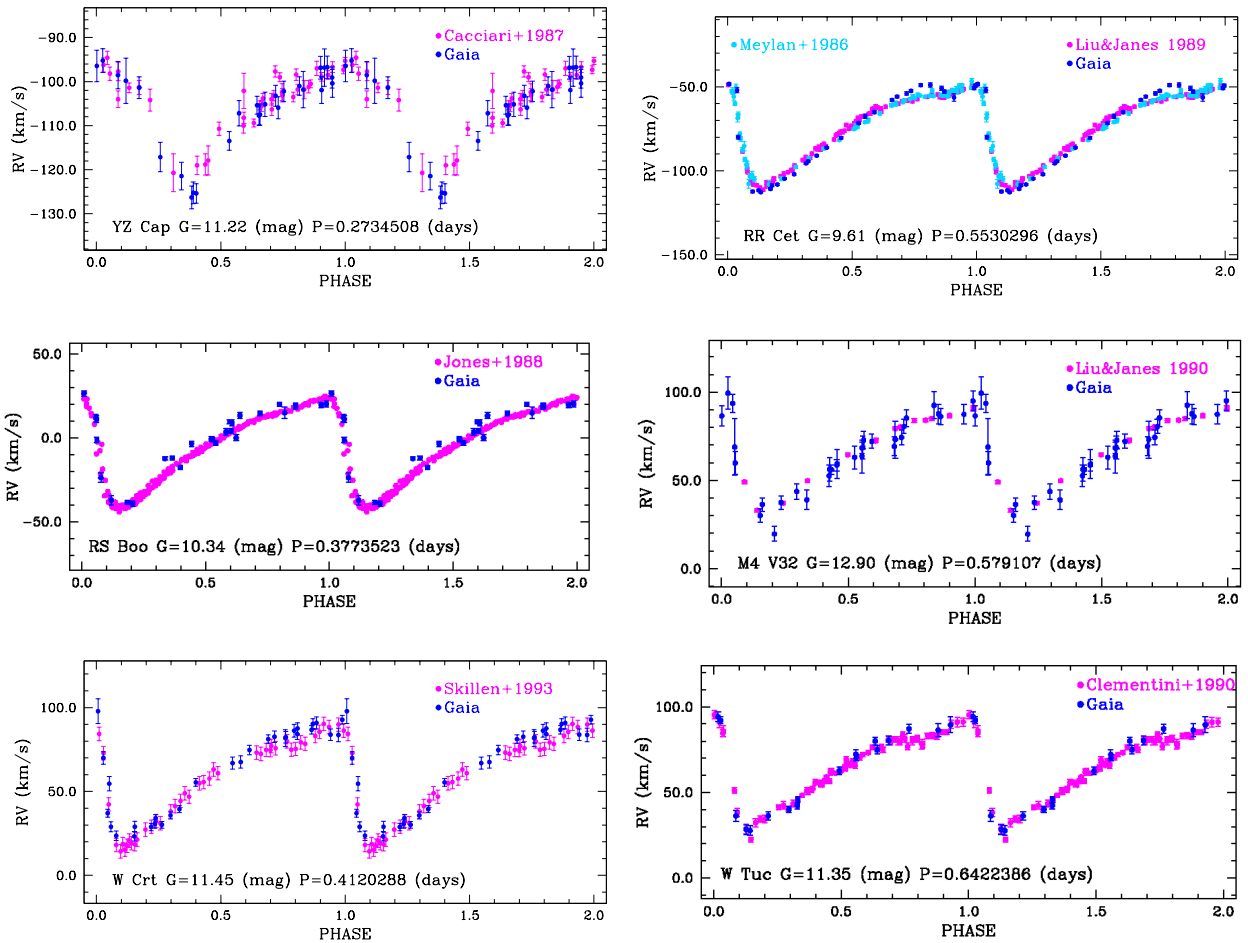 Cacciari+1987
Gaia
−90.0
−100.0
−110.0
−120.0
−130.0
RV (km/s)
YZ Cap G=11.22 (mag) P=0.2734508 (days)
0.0 0.5 1.0 1.5 2.0
PHASE
Meylan+1986
Liu&Janes 1989
Gaia
0.0
−50.0
−100.0
−150.0
RV (km/s)
RR Cet G=9.61 (mag) P=0.5530296 (days)
0.0 0.5 1.0 1.5 2.0
PHASE
Jones+1988
Gaia
50.0
0.0
−50.0
RV (km/s)
RS Boo G=10.34 (mag) P=0.3773523 (days)
0.0 0.5 1.0 1.5 2.0
PHASE
Liu&Janes 1990
Gaia
100.0
50.0
0.0
RV (km/s)
M4 V32 G=12.90 (mag) P=0.579107 (days)
0.0 0.5 1.0 1.5 2.0
PHASE
Skillen+1993
Gaia
100.0
50.0
0.0
RV (km/s)
W Crt G=11.45 (mag) P=0.4120288 (days)
0.0 0.5 1.0 1.5 2.0
PHASE
Clementini+1990
Gaia
100.0
50.0
0.0
RV (km/s)
W Tuc G=11.35 (mag) P=0.6422386 (days)
0.0 0.5 1.0 1.5 2.0
PHASE